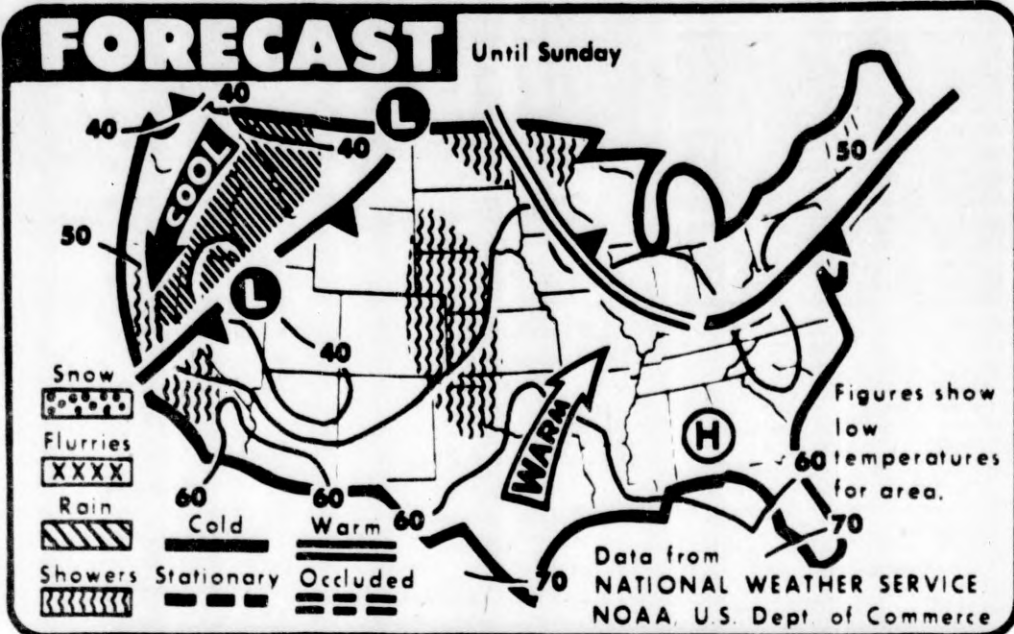 FORECAST Until Sunday
40
40
L
40
COOL
50
50
L
40
Snow
Flurries
XXXX
Rain
Showers
Cold
Warm
Stationary
Occluded
WARM
H
60
60
60
60
70
70
Figures show
low
temperatures
for area.
Data from
NATIONAL WEATHER SERVICE
NOAA, U.S. Dept. of Commerce